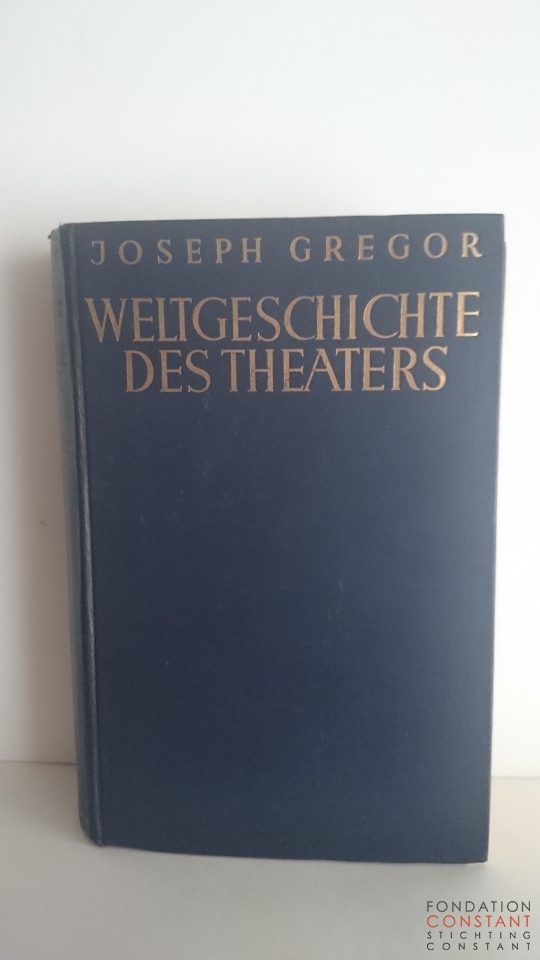 JOSEPH GREGOR
WELTGESCHICHTE
DES THEATERS
FONDATION
CONSTANT
STICHTING
CONSTANT